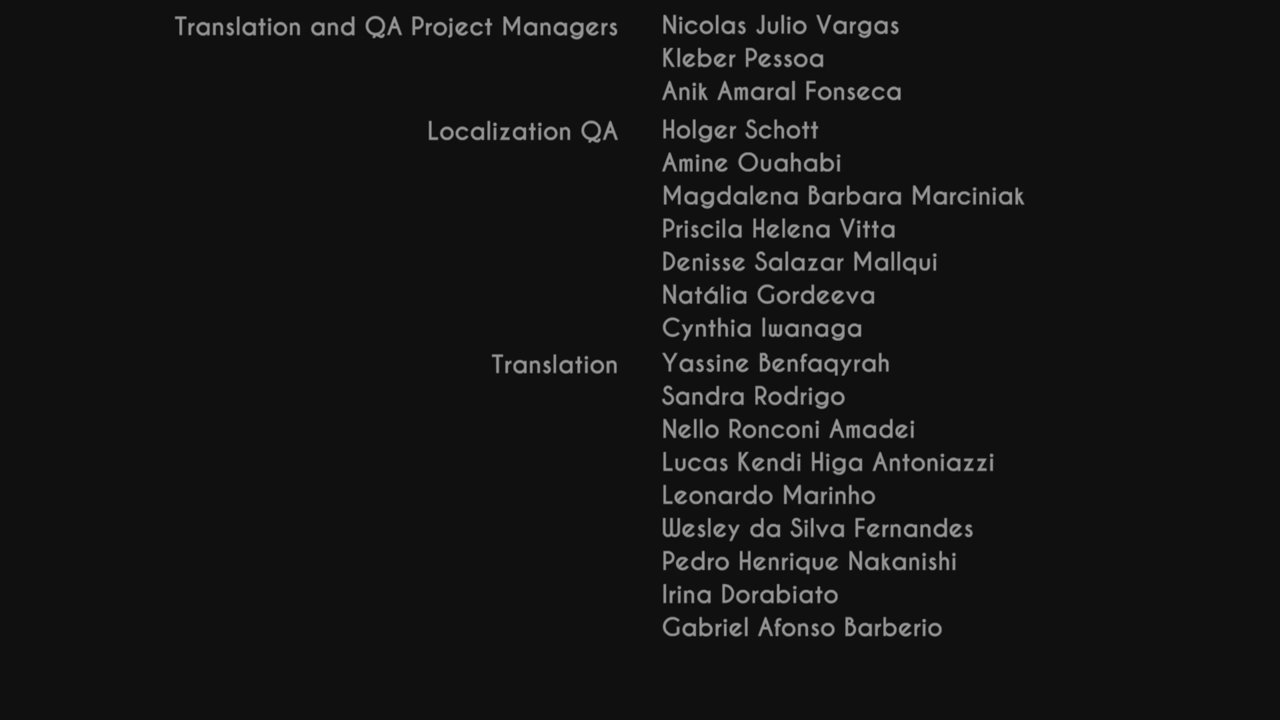 Translation and QA Project Managers Nicolas Julio Vargas
Kleber Pessoa
Anik Amaral Fonseca
Localization QA Holger Schott
Amine Ouahabi
Magdalena Barbara Marciniak
Priscila Helena Vitta
Denisse Salazar Mallqui
Natália Gordeeva
Cynthia Iwanaga
Translation Yassine Benfaqyrah
Sandra Rodrigo
Nello Ronconi Amadei
Lucas Kendi Higa Antoniazzi
Leonardo Marinho
Wesley da Silva Fernandes
Pedro Henrique Nakanishi
Irina Dorabiato
Gabriel Afonso Barberio